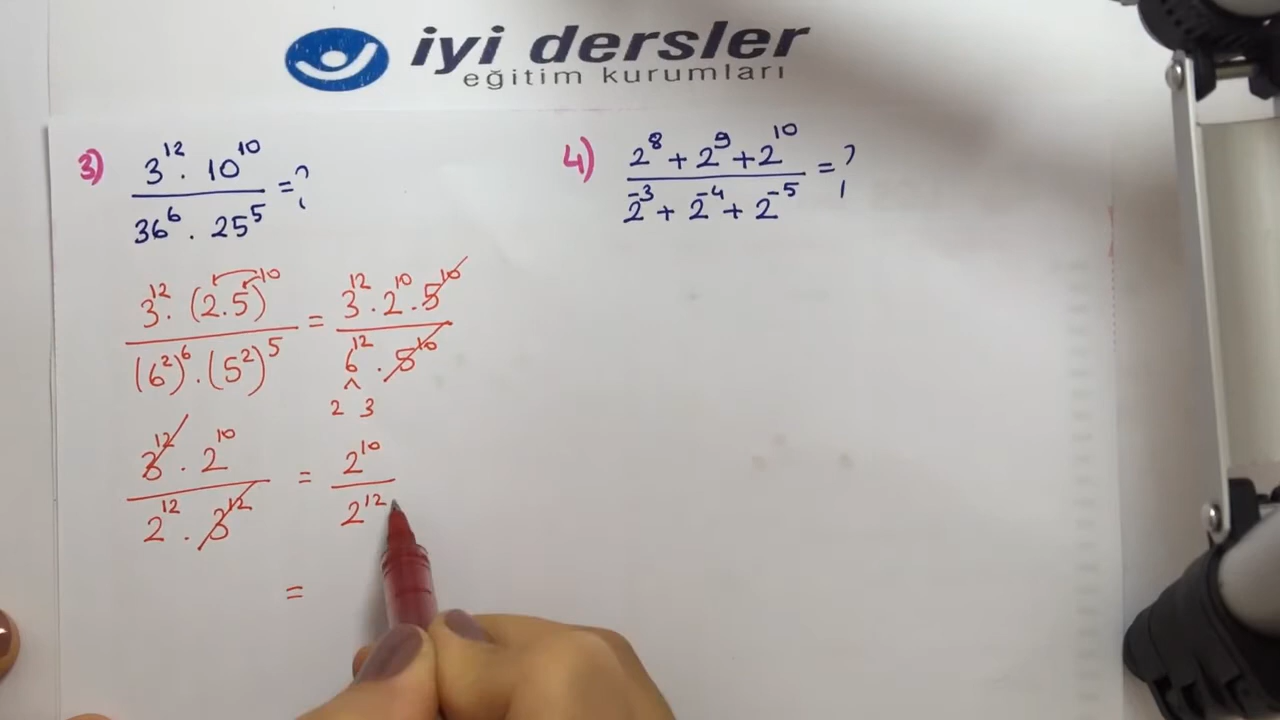 iyi dersler
eğitim kurumları
3) 3^12 . 10^10 / 36^6 . 25^5 = ?
3^12 . (2.5)^10 / (6^2)^6 . (5^2)^5 = 3^12 . 2^10 . 5^10 / 6^12 . 5^10
2 3
3^12 . 2^10 / 2^12 . 3^12 = 2^10 / 2^12
=
4) 2^8 + 2^9 + 2^10 / 2^-3 + 2^-4 + 2^-5 = ?